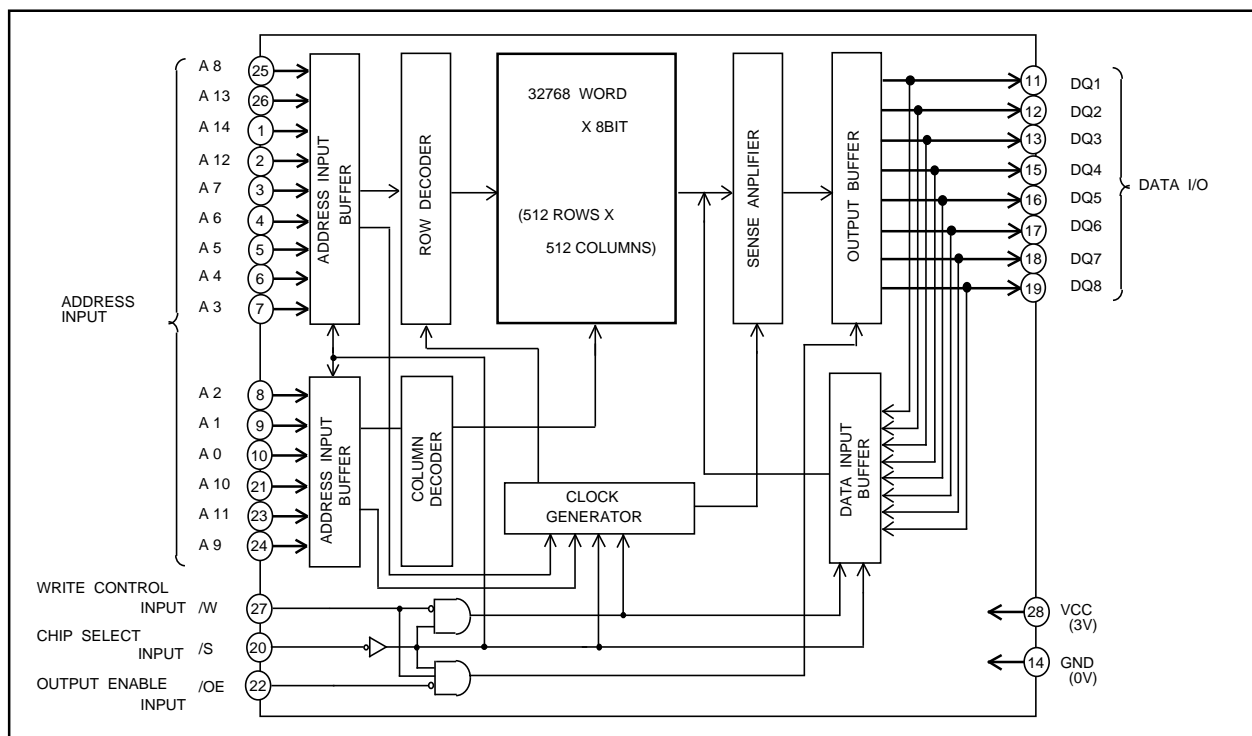 ADDRESS
INPUT
A 8
25
A 13
26
A 14
1
A 12
2
A 7
3
A 6
4
A 5
5
A 4
6
A 3
7
A 2
8
A 1
9
A 0
10
A 10
21
A 11
23
A 9
24
WRITE CONTROL
INPUT /W
27
CHIP SELECT
INPUT /S
20
OUTPUT ENABLE /OE
INPUT
22
ADDRESS INPUT
BUFFER
ROW DECODER
32768 WORD
X 8BIT
(512 ROWS X
512 COLUMNS)
SENSE ANPLIFIER
OUTPUT BUFFER
ADDRESS INPUT
BUFFER
COLUMN
DECODER
CLOCK
GENERATOR
DATA INPUT
BUFFER
11
DQ1
12
DQ2
13
DQ3
15
DQ4
16
DQ5
17
DQ6
18
DQ7
19
DQ8
DATA I/O
28
VCC
(3V)
14
GND
(0V)